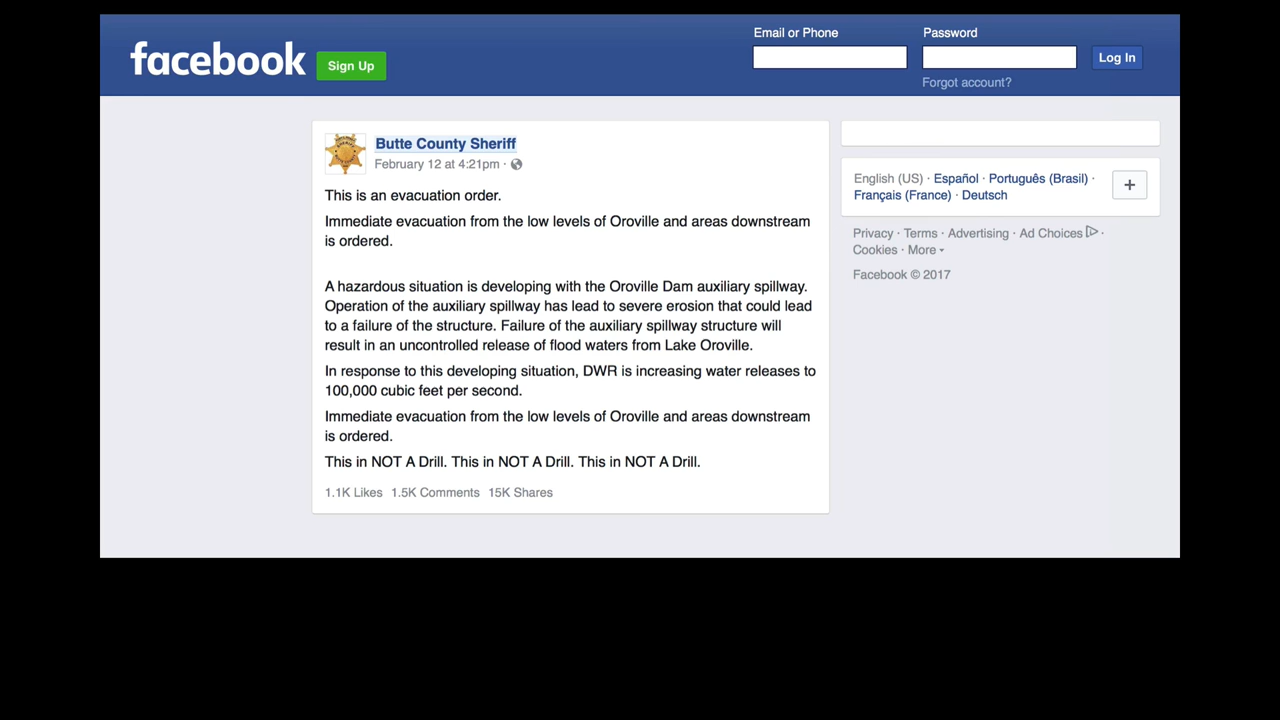 facebook
Sign Up
Email or Phone
Password
Log In
Forgot account?
Butte County Sheriff
February 12 at 4:21pm ·
This is an evacuation order.
Immediate evacuation from the low levels of Oroville and areas downstream
is ordered.
A hazardous situation is developing with the Oroville Dam auxiliary spillway.
Operation of the auxiliary spillway has lead to severe erosion that could lead
to a failure of the structure. Failure of the auxiliary spillway structure will
result in an uncontrolled release of flood waters from Lake Oroville.
In response to this developing situation, DWR is increasing water releases to
100,000 cubic feet per second.
Immediate evacuation from the low levels of Oroville and areas downstream
is ordered.
This in NOT A Drill. This in NOT A Drill. This in NOT A Drill.
1.1K Likes 1.5K Comments 15K Shares
English (US) · Español · Português (Brasil) ·
Français (France) · Deutsch
+
Privacy · Terms · Advertising · Ad Choices ·
Cookies · More
Facebook © 2017